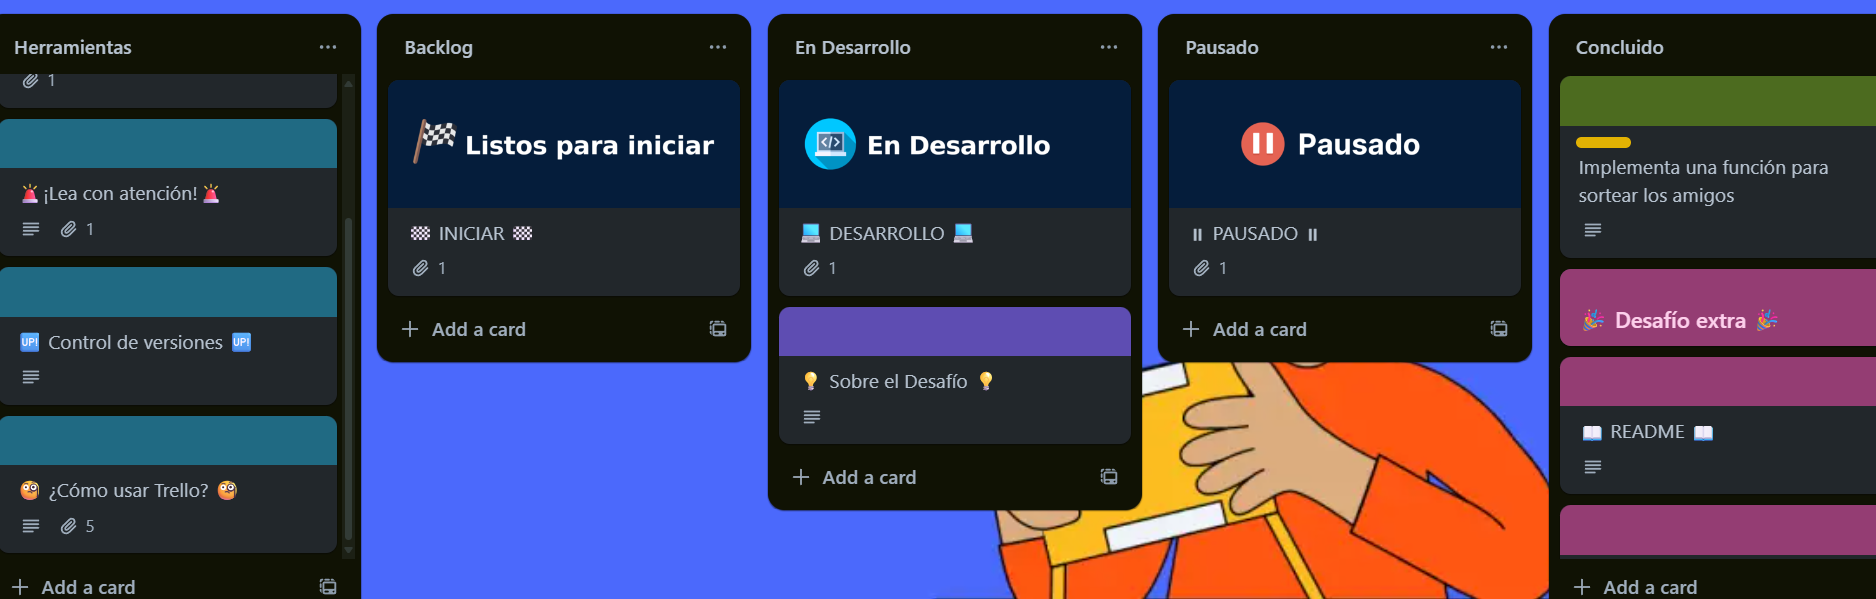 Herramientas
1
🚨 ¡Lea con atención! 🚨
1
🆙 Control de versiones 🆙
🧐 ¿Cómo usar Trello? 🧐
5
+ Add a card
Backlog
Listos para iniciar
🏁 INICIAR 🏁
1
+ Add a card
En Desarrollo
En Desarrollo
💻 DESARROLLO 💻
1
💡 Sobre el Desafío 💡
+ Add a card
Pausado
Pausado
⏸ PAUSADO ⏸
1
+ Add a card
Concluido
Implementa una función para
sortear los amigos
🎉 Desafío extra 🎉
📖 README 📖
+ Add a card